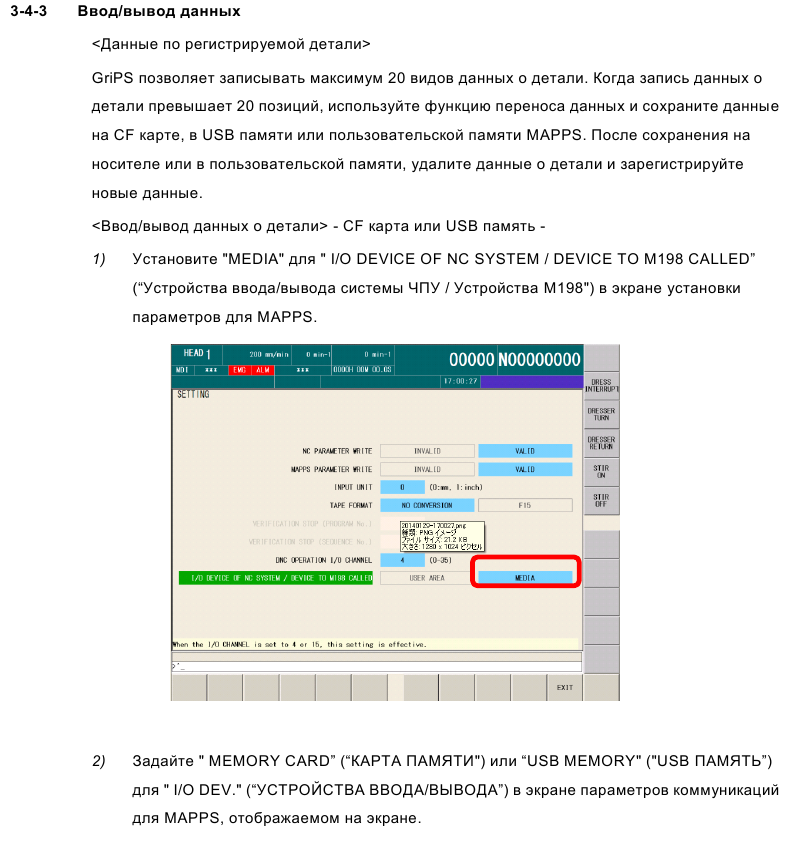 3-4-3 Ввод/вывод данных
<Данные по регистрируемой детали>
GriPS позволяет записывать максимум 20 видов данных о детали. Когда запись данных о
детали превышает 20 позиций, используйте функцию переноса данных и сохраните данные
на CF карте, в USB памяти или пользовательской памяти MAPPS. После сохранения на
носителе или в пользовательской памяти, удалите данные о детали и зарегистрируйте
новые данные.
<Ввод/вывод данных о детали> - CF карта или USB память -
1) Установите "MEDIA" для " I/O DEVICE OF NC SYSTEM / DEVICE TO M198 CALLED”
(“Устройства ввода/вывода системы ЧПУ / Устройства M198") в экране установки
параметров для MAPPS.
HEAD 1 200 mm/min 0 min-1 0 min-1 00000 N00000000
MDI *** EMG ALM *** 0000H 00M 00.0S
17:00:27
SETTING
DRESS INTERRUPT
DRESSER TURN
DRESSER RETURN
STIR ON
STIR OFF
NC PARAMETER WRITE INVALID VALID
MAPPS PARAMETER WRITE INVALID VALID
INPUT UNIT 0 (0:mm, 1:inch)
TAPE FORMAT NO CONVERSION F15
VERIFICATION STOP (PROGRAM No.)
VERIFICATION STOP (SEQUENCE No.)
20140129-170027.png
種類: PNG イメージ
ファイル サイズ: 21.2 KB
大きさ: 1280 x 1024 ピクセル
DNC OPERATION I/O CHANNEL 4 (0-35)
I/O DEVICE OF NC SYSTEM / DEVICE TO M198 CALLED USER AREA MEDIA
When the I/O CHANNEL is set to 4 or 15, this setting is effective.
>'_
EXIT
2) Задайте " MEMORY CARD” (“КАРТА ПАМЯТИ") или “USB MEMORY" ("USB ПАМЯТЬ”)
для " I/O DEV." (“УСТРОЙСТВА ВВОДА/ВЫВОДА”) в экране параметров коммуникаций
для MAPPS, отображаемом на экране.